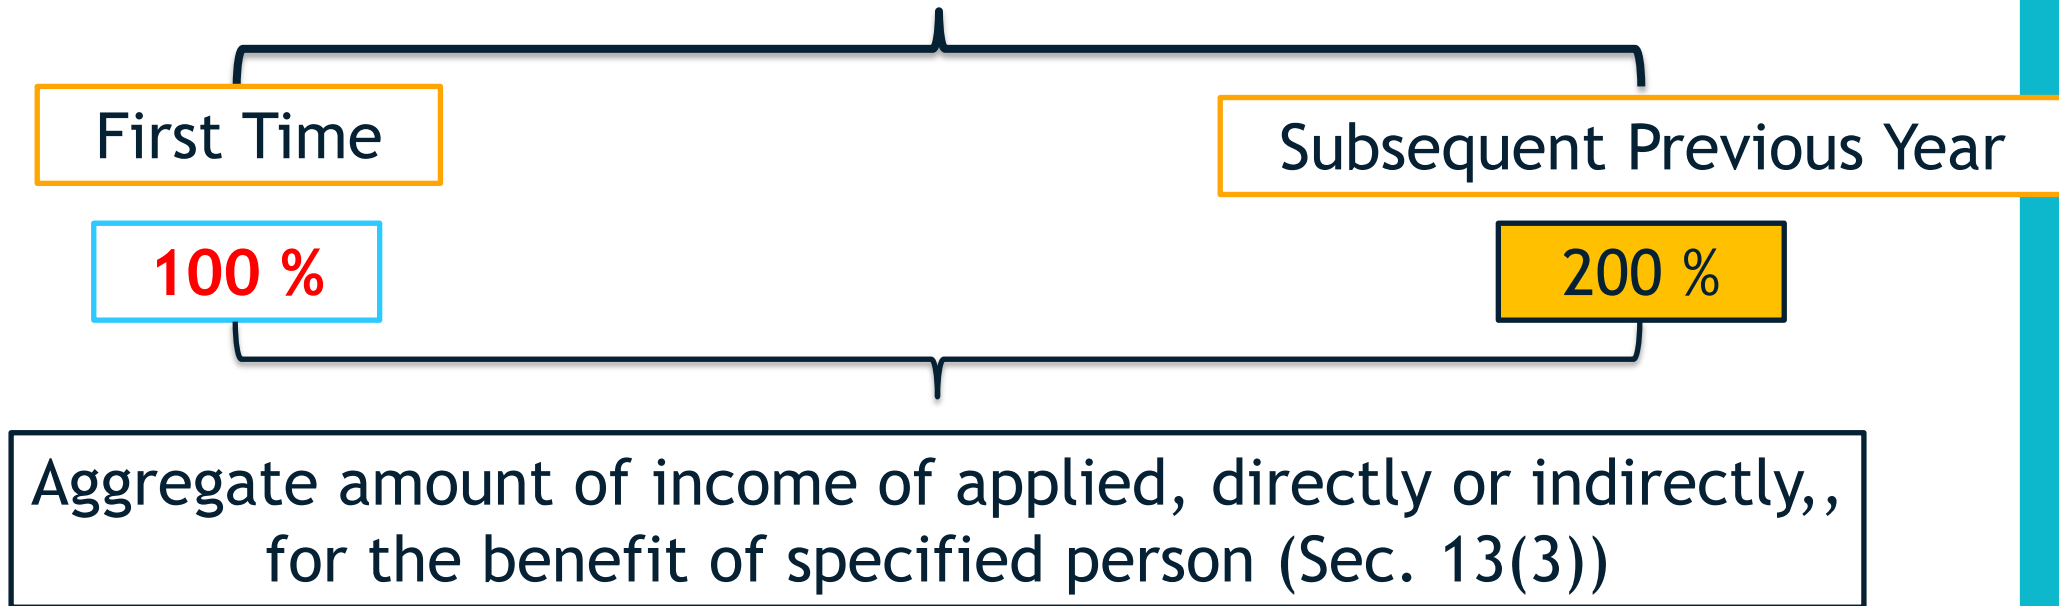 First Time
Subsequent Previous Year
100 %
200 %
Aggregate amount of income of applied, directly or indirectly,,
for the benefit of specified person (Sec. 13(3))